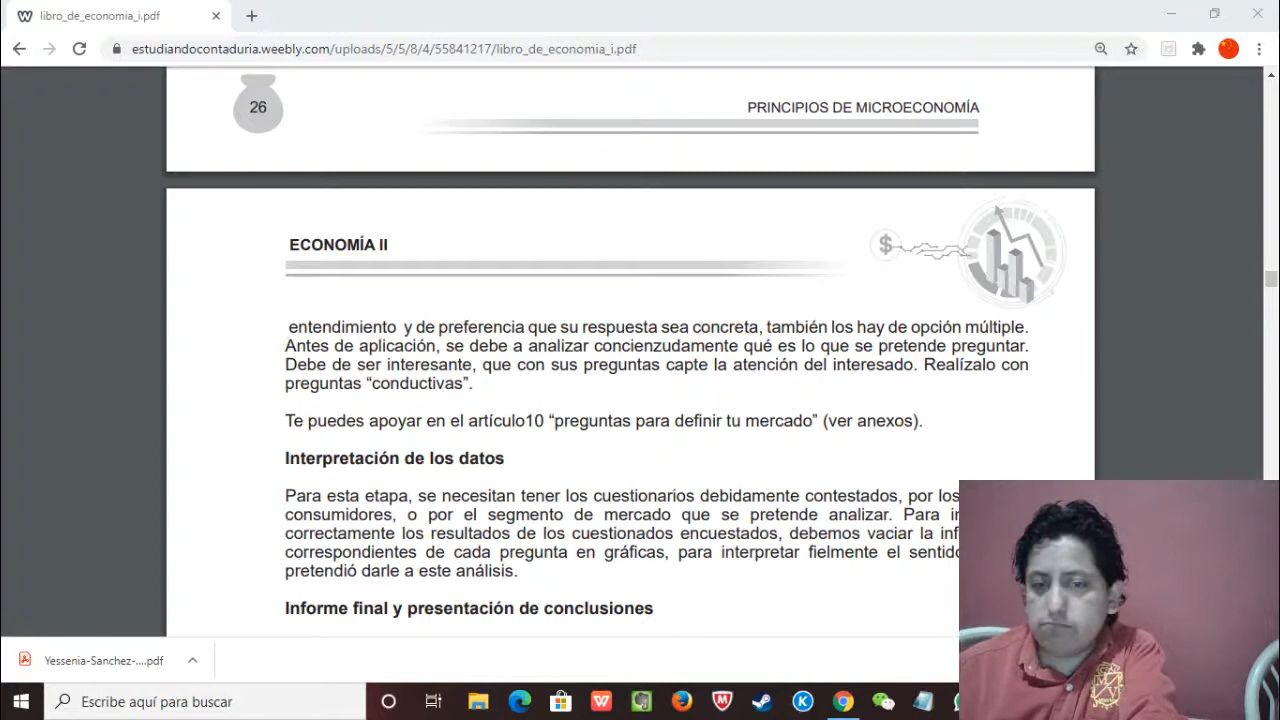 libro_de_economia_i.pdf
estudiandocontaduria.weebly.com/uploads/5/5/8/4/55841217/libro_de_economia_i.pdf
26
PRINCIPIOS DE MICROECONOMÍA
ECONOMÍA II
$
entendimiento y de preferencia que su respuesta sea concreta, también los hay de opción múltiple.
Antes de aplicación, se debe a analizar concienzudamente qué es lo que se pretende preguntar.
Debe de ser interesante, que con sus preguntas capte la atención del interesado. Realízalo con
preguntas “conductivas”.
Te puedes apoyar en el artículo10 “preguntas para definir tu mercado” (ver anexos).
Interpretación de los datos
Para esta etapa, se necesitan tener los cuestionarios debidamente contestados, por los
consumidores, o por el segmento de mercado que se pretende analizar. Para
correctamente los resultados de los cuestionados encuestados, debemos vaciar la
correspondientes de cada pregunta en gráficas, para interpretar fielmente el
pretendió darle a este análisis.
Informe final y presentación de conclusiones
Yessenia-Sanchez-....pdf
Escribe aquí para buscar